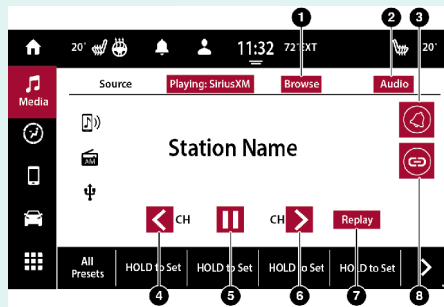 1 2 3
20° 11:32 72°EXT 20°
Media
Source Playing: SiriusXM Browse Audio
AM
Station Name
CH CH Replay
All Presets HOLD to Set HOLD to Set HOLD to Set HOLD to Set
4 5 6 7 8